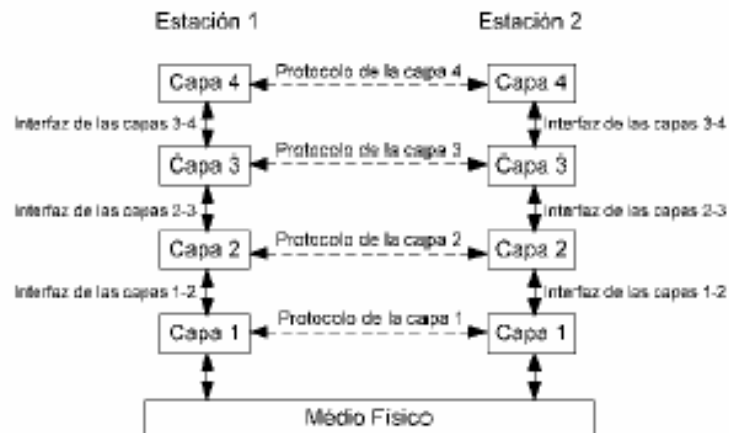 Estación 1 Estación 2
Capa 4 Protocolo de la capa 4 Capa 4
Interfaz de las capas 3-4 Interfaz de las capas 3-4
Capa 3 Protocolo de la capa 3 Capa 3
Interfaz de las capas 2-3 Interfaz de las capas 2-3
Capa 2 Protocolo de la capa 2 Capa 2
Interfaz de las capas 1-2 Interfaz de las capas 1-2
Capa 1 Protocolo de la capa 1 Capa 1
Médio Físico